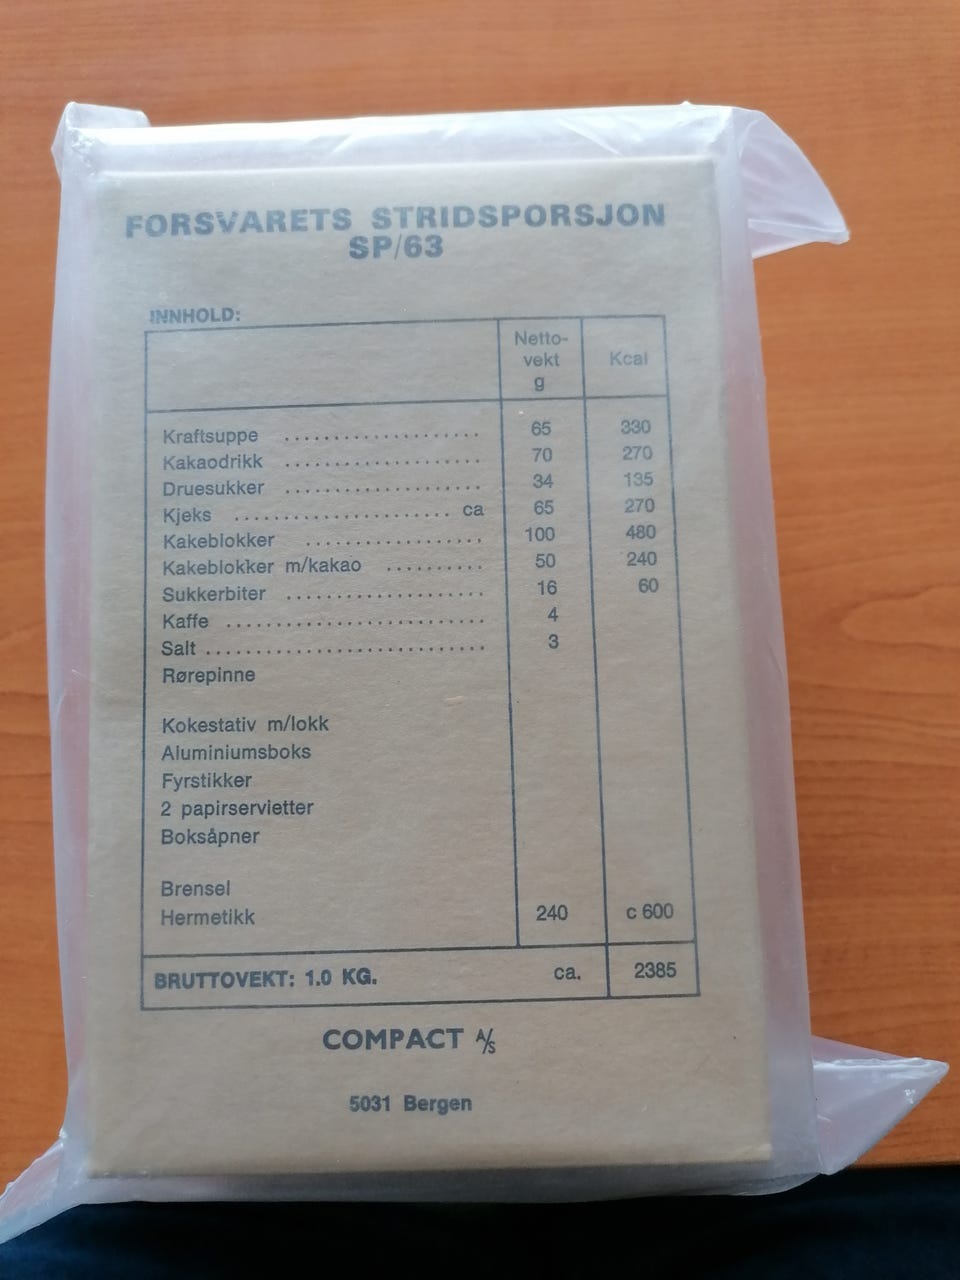 FORSVARETS STRIDSPORSJON
SP/63
INNHOLD:
Netto-
vekt
g
Kcal
Kraftsuppe .................... 65 330
Kakaodrikk .................... 70 270
Druesukker .................... 34 135
Kjeks ...................... ca 65 270
Kakeblokker .................. 100 480
Kakeblokker m/kakao .......... 50 240
Sukkerbiter .................... 16 60
Kaffe .......................... 4
Salt ............................ 3
Rørepinne
Kokestativ m/lokk
Aluminiumsboks
Fyrstikker
2 papirservietter
Boksåpner
Brensel
Hermetikk 240 c 600
BRUTTOVEKT: 1.0 KG. ca. 2385
COMPACT A/S
5031 Bergen